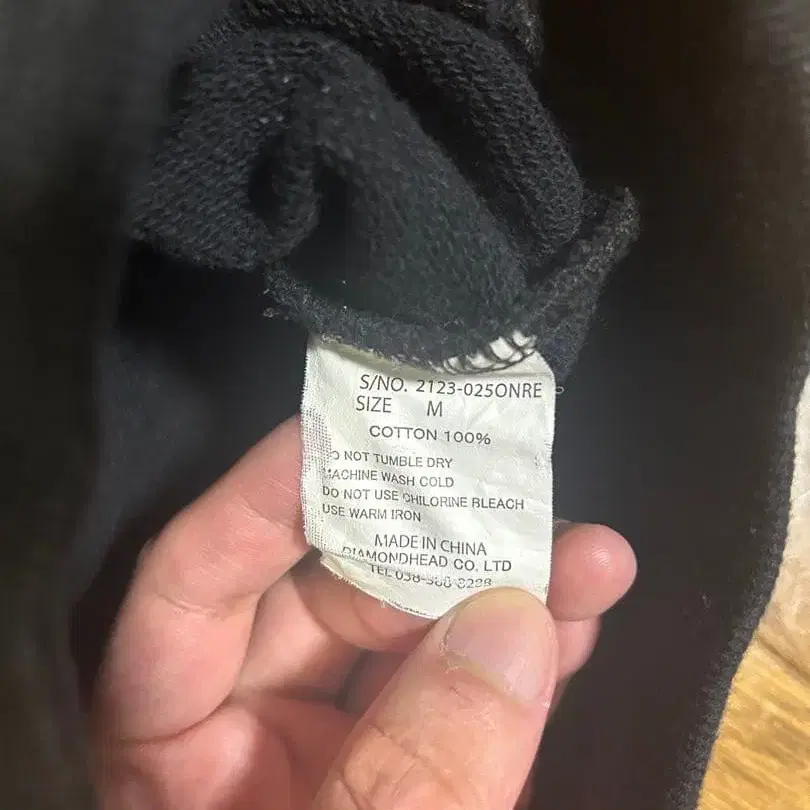 S/NO. 2123-025ONRE
SIZE M
COTTON 100%
DO NOT TUMBLE DRY
MACHINE WASH COLD
DO NOT USE CHILORINE BLEACH
USE WARM IRON
MADE IN CHINA
DIAMONDHEAD CO. LTD
TEL